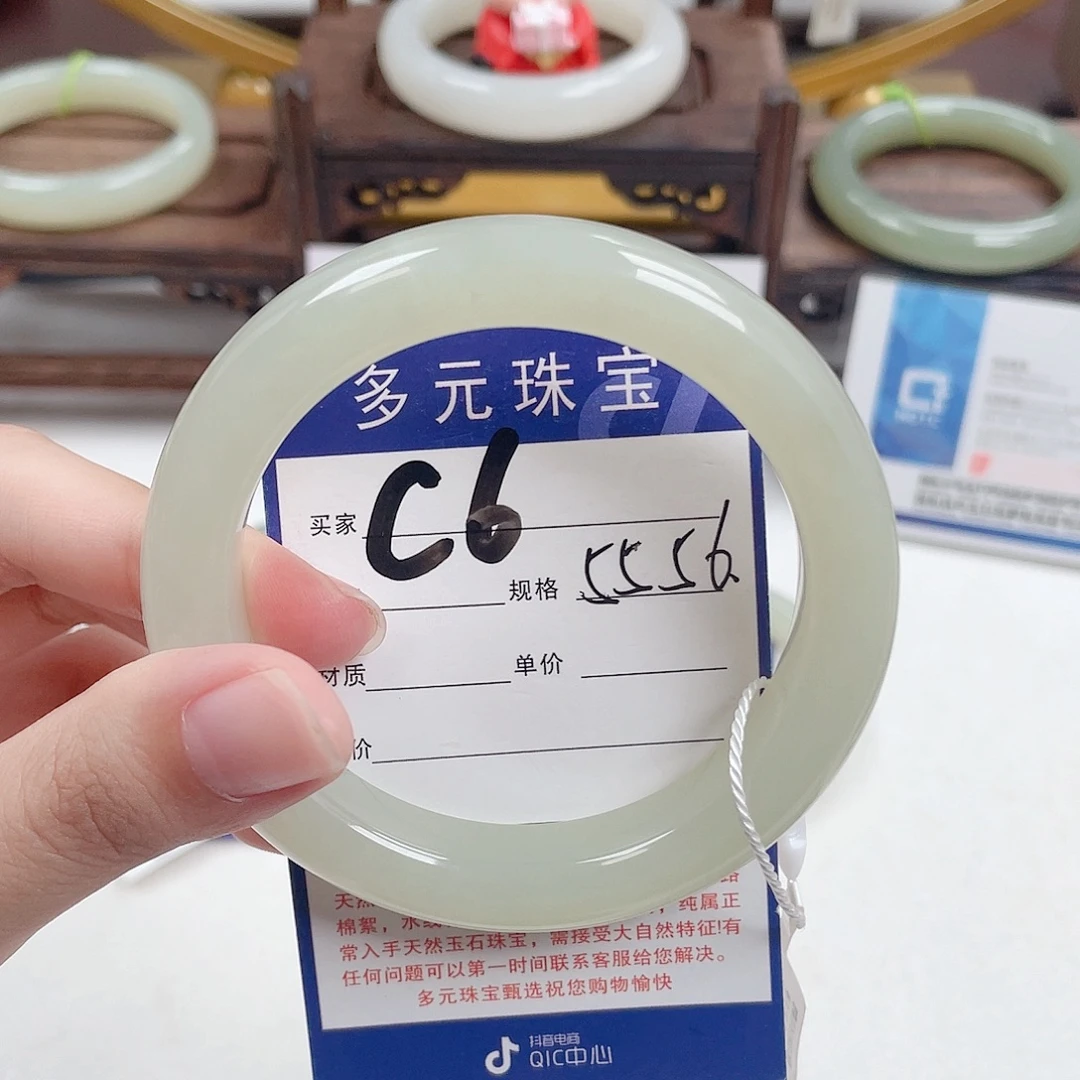 多元珠宝
买家 C6
规格 5556
材质 单价
价
天然
棉絮，水线 ，纯属正
常入手天然玉石珠宝，需接受大自然特征!有
任何问题可以第一时间联系客服给您解决。
多元珠宝甄选祝您购物愉快
抖音电商
QIC中心